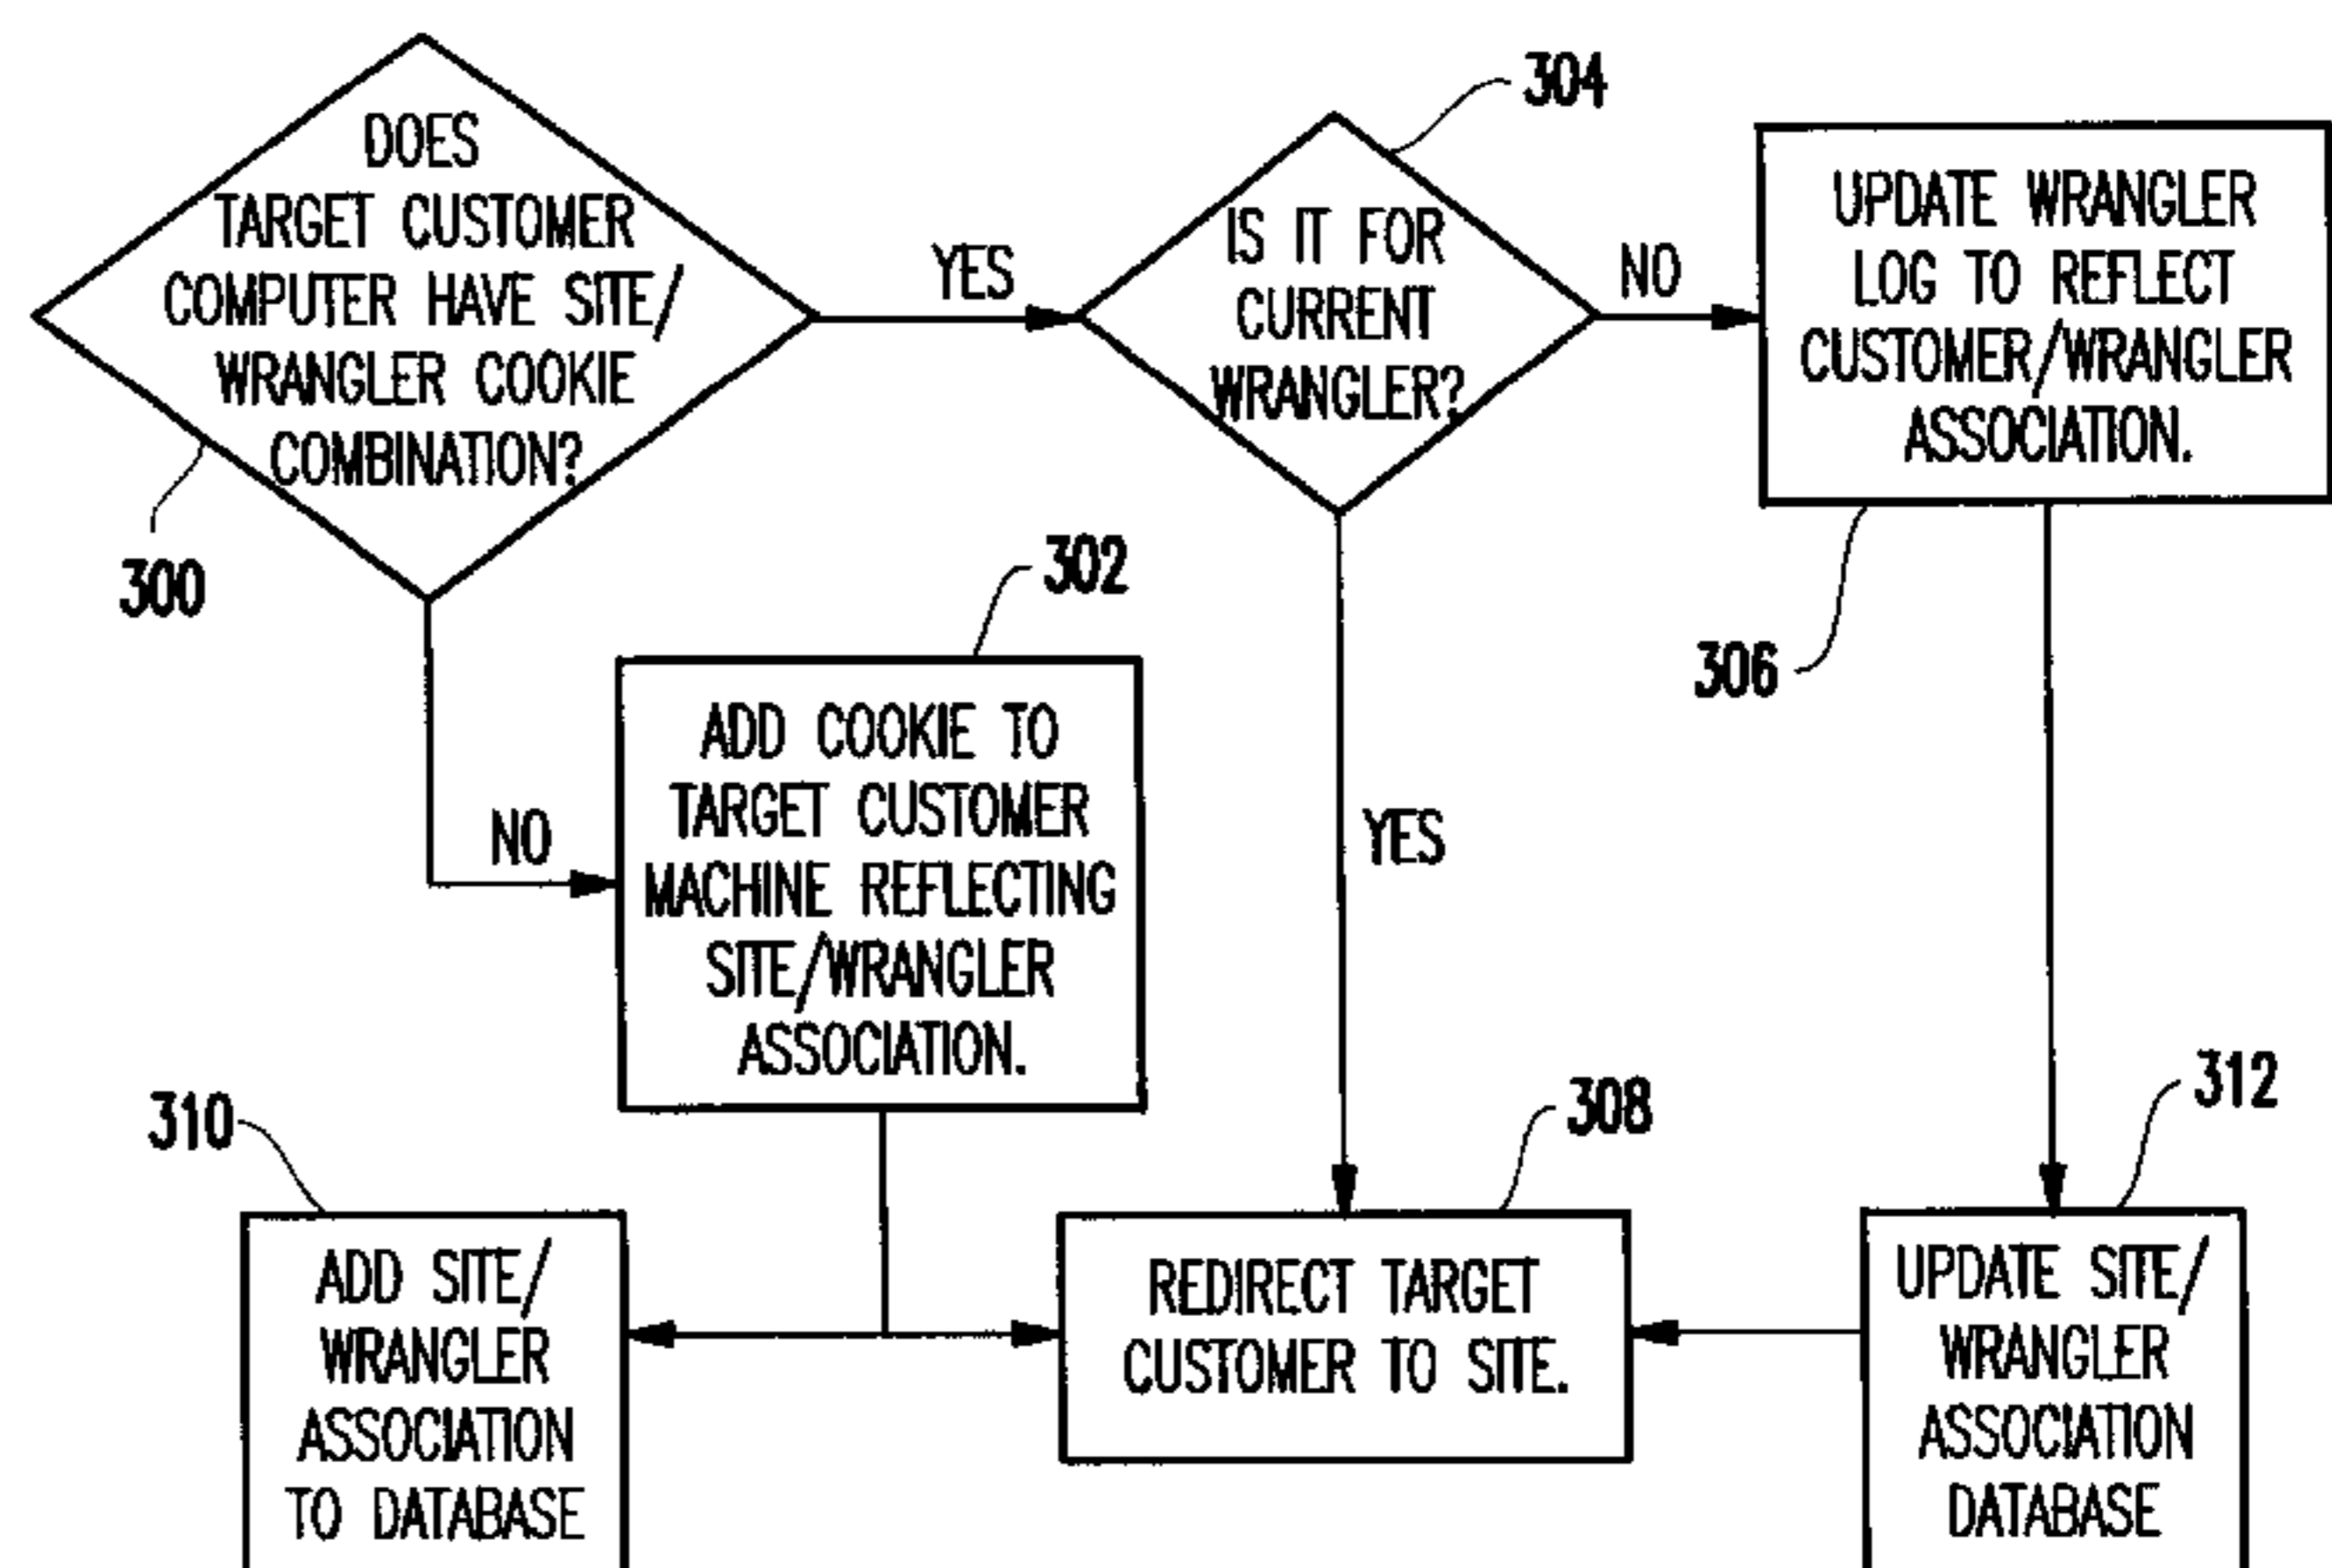 DOES
TARGET CUSTOMER
COMPUTER HAVE SITE/
WRANGLER COOKIE
COMBINATION?
300
YES
304
IS IT FOR
CURRENT
WRANGLER?
NO
UPDATE WRANGLER
LOG TO REFLECT
CUSTOMER/WRANGLER
ASSOCIATION.
306
NO
302
ADD COOKIE TO
TARGET CUSTOMER
MACHINE REFLECTING
SITE/WRANGLER
ASSOCIATION.
YES
310
ADD SITE/
WRANGLER
ASSOCIATION
TO DATABASE
308
REDIRECT TARGET
CUSTOMER TO SITE.
312
UPDATE SITE/
WRANGLER
ASSOCIATION
DATABASE